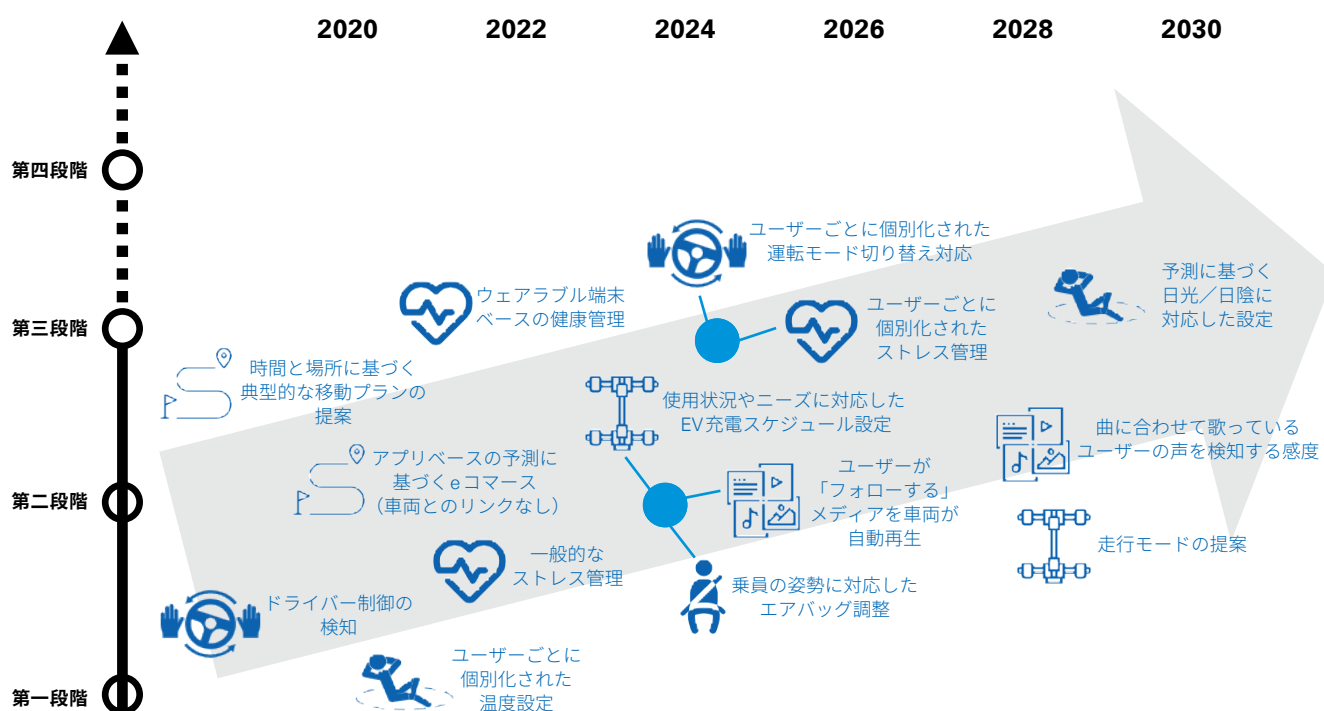 2020
2022
2024
2026
2028
2030
第四段階
ユーザーごとに個別化された
運転モード切り替え対応
予測に基づく
日光／日陰に
対応した設定
ウェアラブル端末
ベースの健康管理
ユーザーごとに
個別化された
ストレス管理
第三段階
時間と場所に基づく
典型的な移動プランの
提案
使用状況やニーズに対応した
EV充電スケジュール設定
曲に合わせて歌っている
ユーザーの声を検知する感度
アプリベースの予測に
基づくeコマース
（車両とのリンクなし）
ユーザーが
「フォローする」
メディアを車両が
自動再生
第二段階
走行モードの提案
一般的な
ストレス管理
乗員の姿勢に対応した
エアバッグ調整
ドライバー制御の
検知
ユーザーごとに
個別化された
温度設定
第一段階